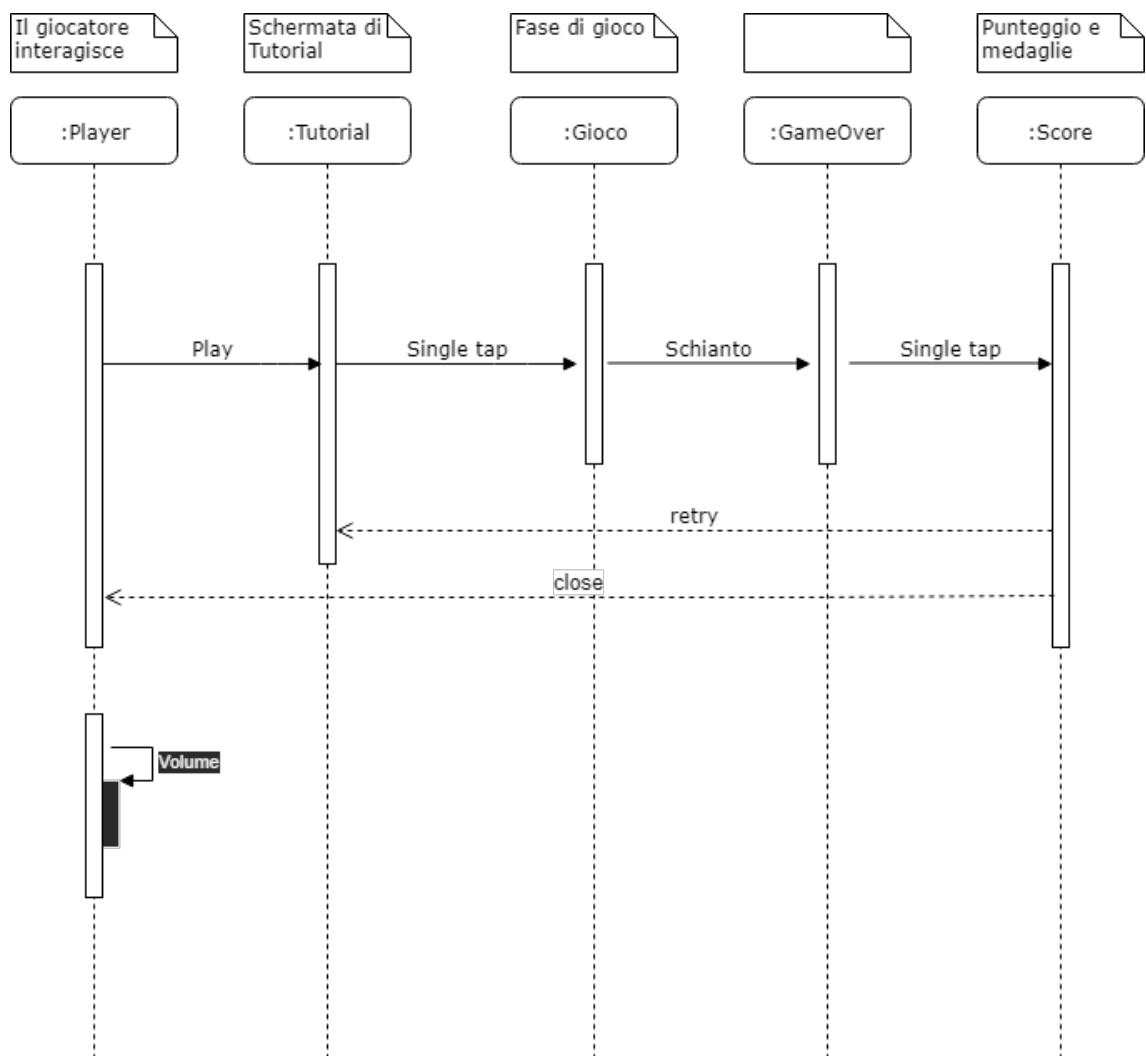 Il giocatore
interagisce
Schermata di
Tutorial
Fase di gioco
Punteggio e
medaglie
:Player
:Tutorial
:Gioco
:GameOver
:Score
Play
Single tap
Schianto
Single tap
retry
close
Volume